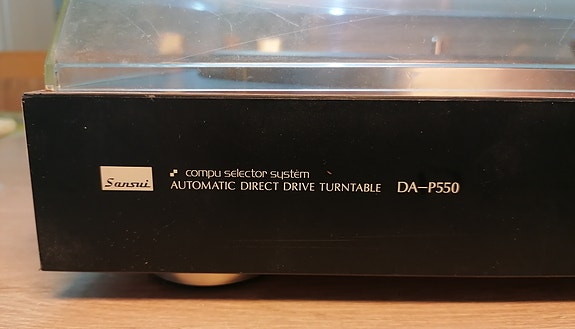 Sansui
compu selector system
AUTOMATIC DIRECT DRIVE TURNTABLE DA-P550